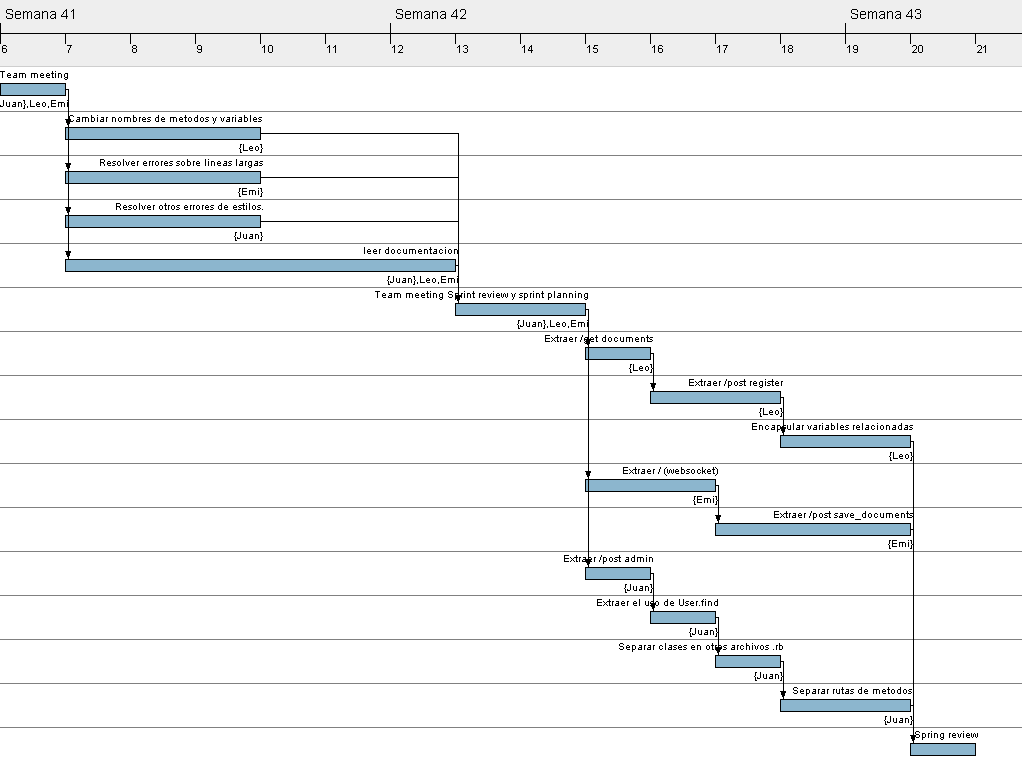 Semana 41 Semana 42 Semana 43
6 7 8 9 10 11 12 13 14 15 16 17 18 19 20 21
Team meeting
Juan},Leo,Emi
Cambiar nombres de metodos y variables
{Leo}
Resolver errores sobre lineas largas
{Emi}
Resolver otros errores de estilos.
{Juan}
leer documentacion
{Juan},Leo,Emi
Team meeting Sprint review y sprint planning
{Juan},Leo,Emi
Extraer /get documents
{Leo}
Extraer /post register
{Leo}
Encapsular variables relacionadas
{Leo}
Extraer / (websocket)
{Emi}
Extraer /post save_documents
{Emi}
Extraer /post admin
{Juan}
Extraer el uso de User.find
{Juan}
Separar clases en otros archivos .rb
{Juan}
Separar rutas de metodos
{Juan}
Spring review